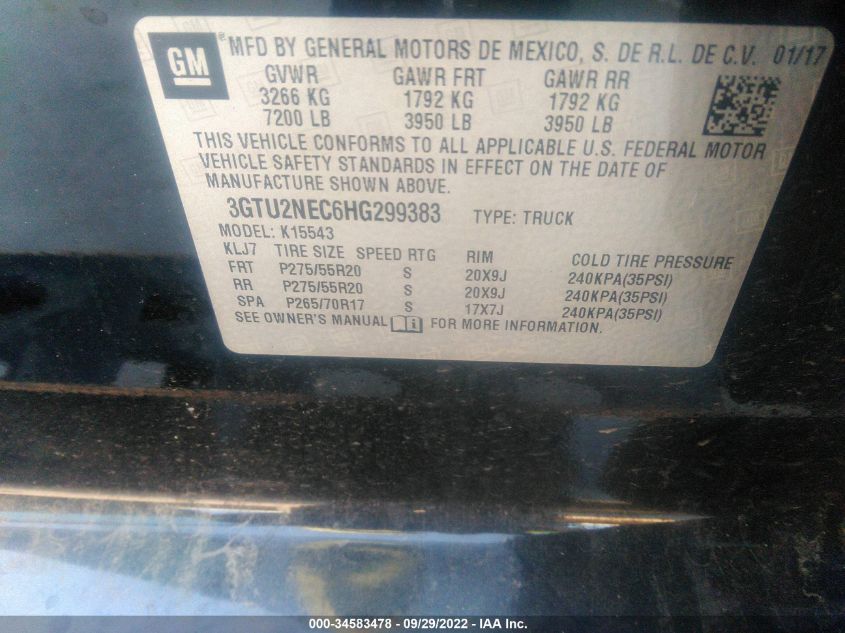 GM ® MFD BY GENERAL MOTORS DE MEXICO, S. DE R.L. DE C.V. 01/17
GVWR GAWR FRT GAWR RR
3266 KG 1792 KG 1792 KG
7200 LB 3950 LB 3950 LB
THIS VEHICLE CONFORMS TO ALL APPLICABLE U.S. FEDERAL MOTOR
VEHICLE SAFETY STANDARDS IN EFFECT ON THE DATE OF
MANUFACTURE SHOWN ABOVE.
3GTU2NEC6HG299383 TYPE: TRUCK
MODEL: K15543
KLJ7 TIRE SIZE SPEED RTG RIM COLD TIRE PRESSURE
FRT P275/55R20 S 20X9J 240KPA(35PSI)
RR P275/55R20 S 20X9J 240KPA(35PSI)
SPA P265/70R17 S 17X7J 240KPA(35PSI)
SEE OWNER'S MANUAL FOR MORE INFORMATION.
000-34583478 - 09/29/2022 - IAA Inc.